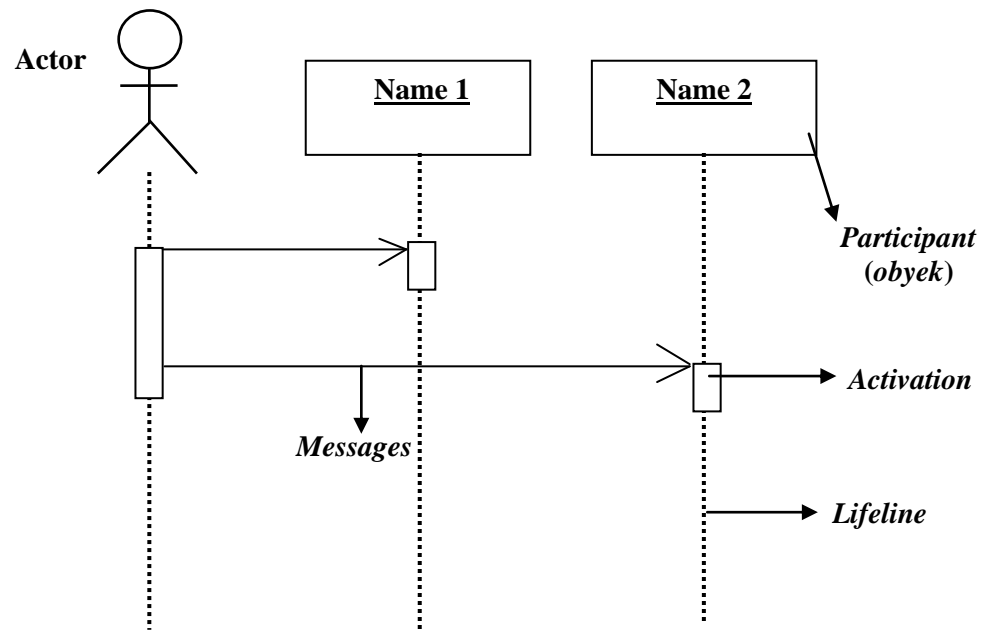 Actor
Name 1
Name 2
Participant
(obyek)
Activation
Messages
Lifeline